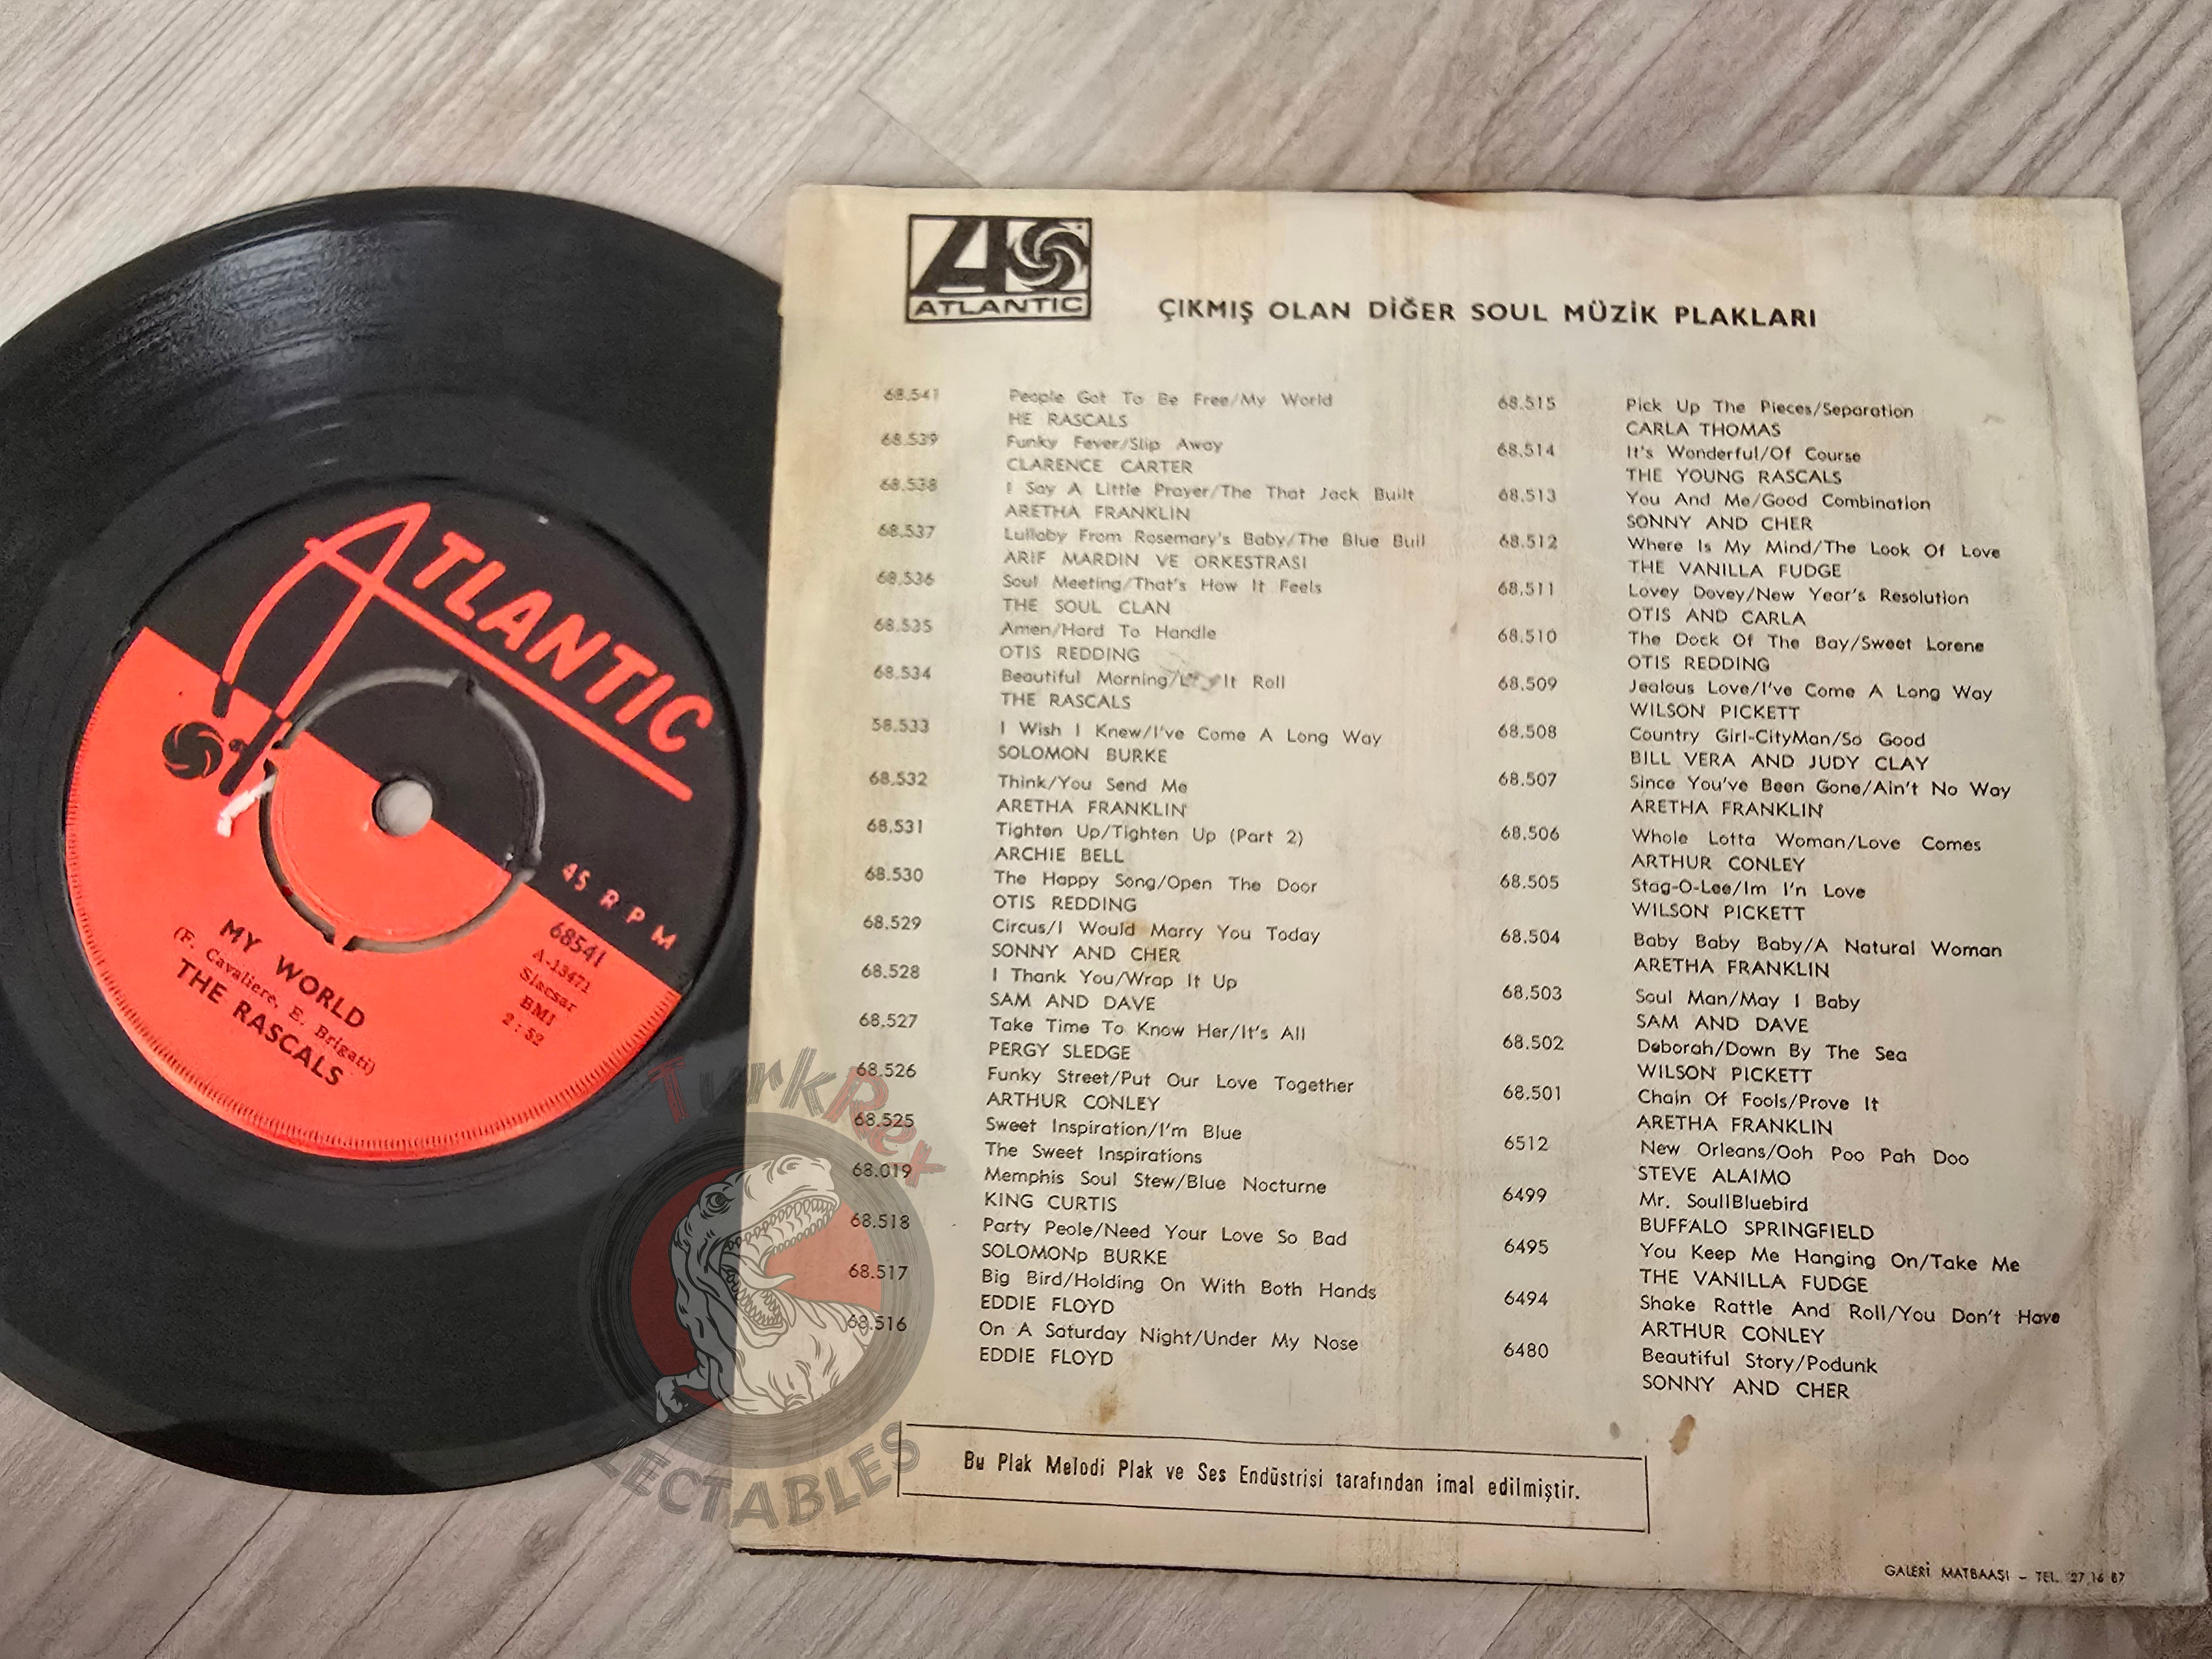 ATLANTIC
45 RPM
68541
A-13471
Slacsar
BMI
2:52
MY WORLD
(F. Cavaliere, E. Brigati)
THE RASCALS
ATLANTIC
ÇIKMIŞ OLAN DİĞER SOUL MÜZİK PLAKLARI
68.541 People Got To Be Free/My World
HE RASCALS
68.539 Funky Fever/Slip Away
CLARENCE CARTER
68.538 I Say A Little Prayer/The That Jack Built
ARETHA FRANKLIN
68.537 Lullaby From Rosemary's Baby/The Blue Bull
ARIF MARDIN VE ORKESTRASI
68.536 Soul Meeting/That's How It Feels
THE SOUL CLAN
68.535 Amen/Hard To Handle
OTIS REDDING
68.534 Beautiful Morning/ It Roll
THE RASCALS
58.533 I Wish I Knew/I've Come A Long Way
SOLOMON BURKE
68.532 Think/You Send Me
ARETHA FRANKLIN
68.531 Tighten Up/Tighten Up (Part 2)
ARCHIE BELL
68.530 The Happy Song/Open The Door
OTIS REDDING
68.529 Circus/I Would Marry You Today
SONNY AND CHER
68.528 I Thank You/Wrap It Up
SAM AND DAVE
68.527 Take Time To Know Her/It's All
PERGY SLEDGE
68.526 Funky Street/Put Our Love Together
ARTHUR CONLEY
68.525 Sweet Inspiration/I'm Blue
The Sweet Inspirations
68.019 Memphis Soul Stew/Blue Nocturne
KING CURTIS
68.518 Party Peole/Need Your Love So Bad
SOLOMONp BURKE
68.517 Big Bird/Holding On With Both Hands
EDDIE FLOYD
68.516 On A Saturday Night/Under My Nose
EDDIE FLOYD
68.515 Pick Up The Pieces/Separation
CARLA THOMAS
68.514 It's Wonderful/Of Course
THE YOUNG RASCALS
68.513 You And Me/Good Combination
SONNY AND CHER
68.512 Where Is My Mind/The Look Of Love
THE VANILLA FUDGE
68.511 Lovey Dovey/New Year's Resolution
OTIS AND CARLA
68.510 The Dock Of The Bay/Sweet Lorene
OTIS REDDING
68.509 Jealous Love/I've Come A Long Way
WILSON PICKETT
68.508 Country Girl-CityMan/So Good
BILL VERA AND JUDY CLAY
68.507 Since You've Been Gone/Ain't No Way
ARETHA FRANKLIN
68.506 Whole Lotta Woman/Love Comes
ARTHUR CONLEY
68.505 Stag-O-Lee/Im I'n Love
WILSON PICKETT
68.504 Baby Baby Baby/A Natural Woman
ARETHA FRANKLIN
68.503 Soul Man/May I Baby
SAM AND DAVE
68.502 Deborah/Down By The Sea
WILSON PICKETT
68.501 Chain Of Fools/Prove It
ARETHA FRANKLIN
6512 New Orleans/Ooh Poo Pah Doo
STEVE ALAIMO
6499 Mr. SoullBluebird
BUFFALO SPRINGFIELD
6495 You Keep Me Hanging On/Take Me
THE VANILLA FUDGE
6494 Shake Rattle And Roll/You Don't Have
ARTHUR CONLEY
6480 Beautiful Story/Podunk
SONNY AND CHER
Bu Plak Melodi Plak ve Ses Endüstrisi tarafından imal edilmiştir.
GALERİ MATBAASI - TEL. 27 16 87
TurkRex